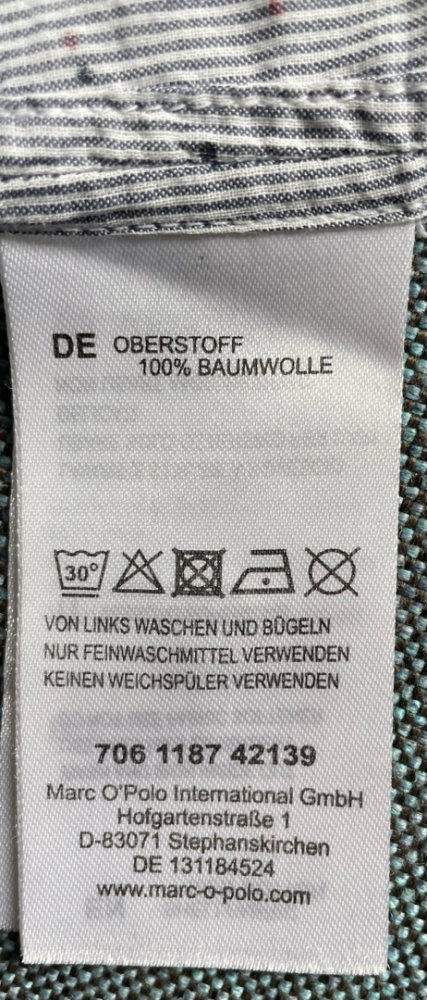 DE OBERSTOFF
100% BAUMWOLLE
30°
VON LINKS WASCHEN UND BÜGELN
NUR FEINWASCHMITTEL VERWENDEN
KEINEN WEICHSPÜLER VERWENDEN
706 1187 42139
Marc O'Polo International GmbH
Hofgartenstraße 1
D-83071 Stephanskirchen
DE 131184524
www.marc-o-polo.com